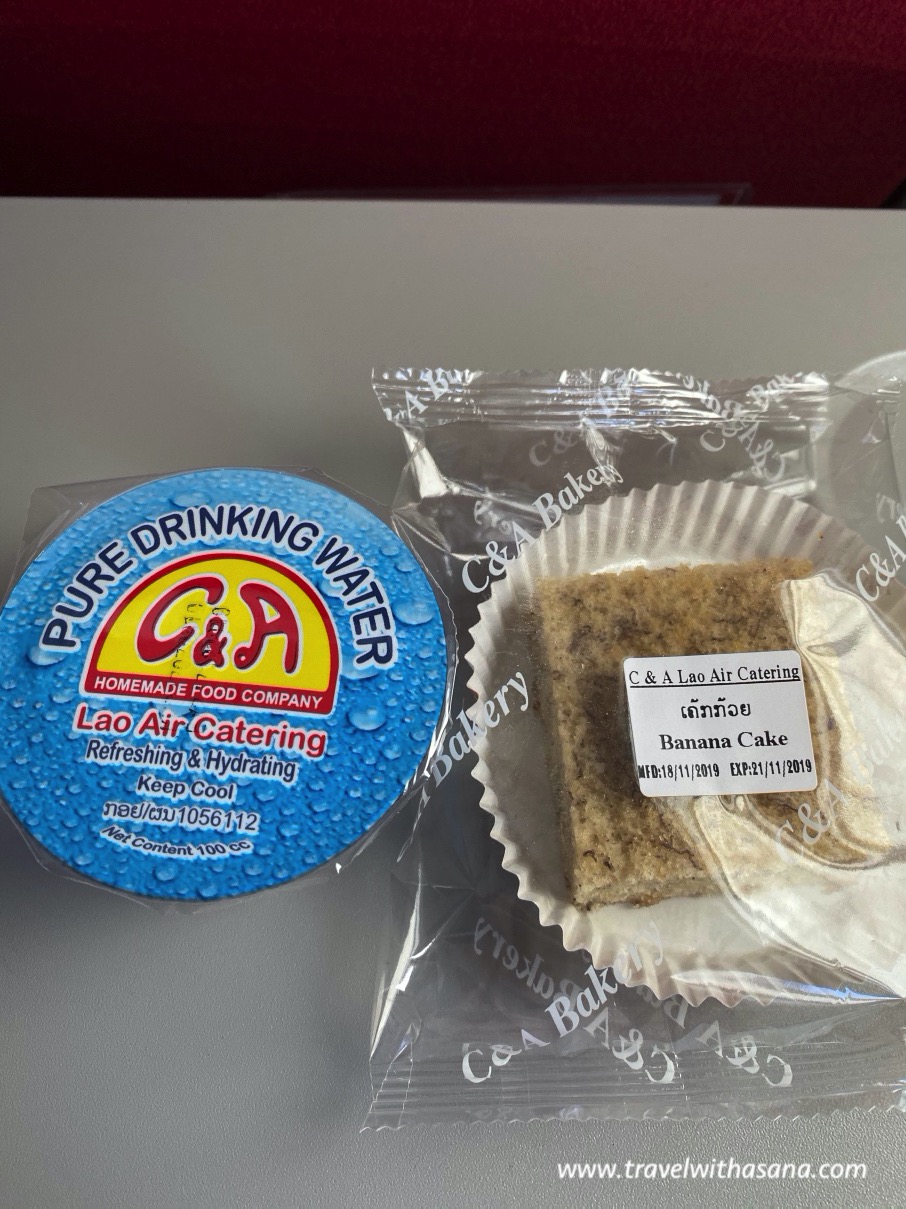 PURE DRINKING WATER
C&A
HOMEMADE FOOD COMPANY
Lao Air Catering
Refreshing & Hydrating
Keep Cool
ກອຢ/ຜນ1056112
Net Content 100 cc
C&A Bakery
C&A Bakery
C & A Lao Air Catering
ເຄັກກ້ວຍ
Banana Cake
MFD:18/11/2019 EXP:21/11/2019
www.travelwithasana.com